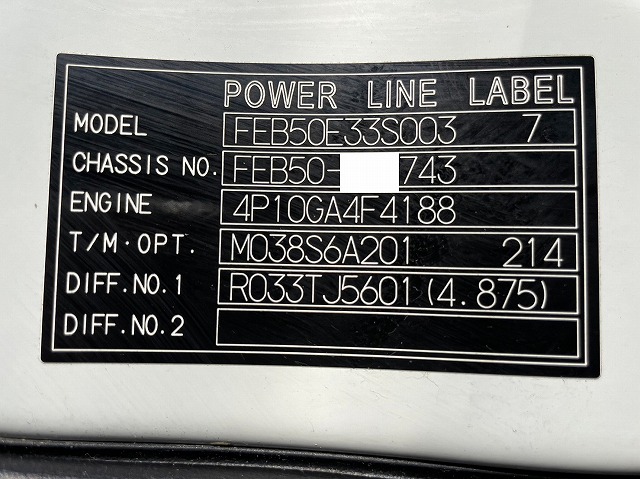 POWER LINE LABEL
MODEL FEB50E33S003 7
CHASSIS NO. FEB50- 743
ENGINE 4P10GA4F4188
T/M·OPT. M038S6A201 214
DIFF.NO.1 R033TJ5601 (4.875)
DIFF.NO.2